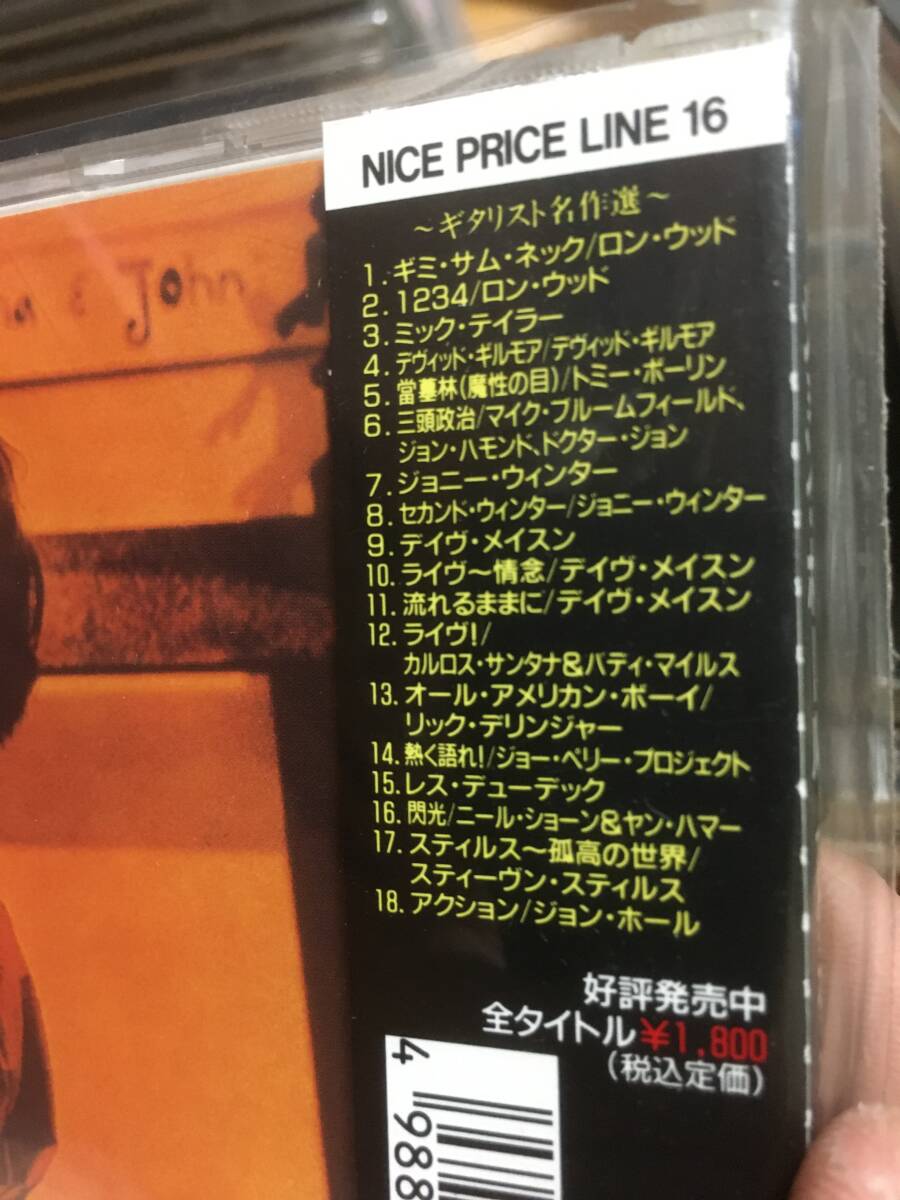 NICE PRICE LINE 16
～ギタリスト名作選～
1. ギミ・サム・ネック/ロン・ウッド
2. 1234/ロン・ウッド
3. ミック・テイラー
4. デヴィッド・ギルモア/デヴィッド・ギルモア
5. 當墓林(魔性の目)/トミー・ボーリン
6. 三頭政治/マイク・ブルームフィールド、
ジョン・ハモンド、ドクター・ジョン
7. ジョニー・ウィンター
8. セカンド・ウィンター/ジョニー・ウィンター
9. デイヴ・メイスン
10. ライヴ～情念/デイヴ・メイスン
11. 流れるままに/デイヴ・メイスン
12. ライヴ!/
カルロス・サンタナ&バディ・マイルス
13. オール・アメリカン・ボーイ/
リック・デリンジャー
14. 熱く語れ!/ジョー・ペリー・プロジェクト
15. レス・デューデック
16. 閃光/ニール・ショーン&ヤン・ハマー
17. スティルス～孤高の世界/
スティーヴン・スティルス
18. アクション/ジョン・ホール
好評発売中
全タイトル¥1,800
(税込定価)
4 988
& John